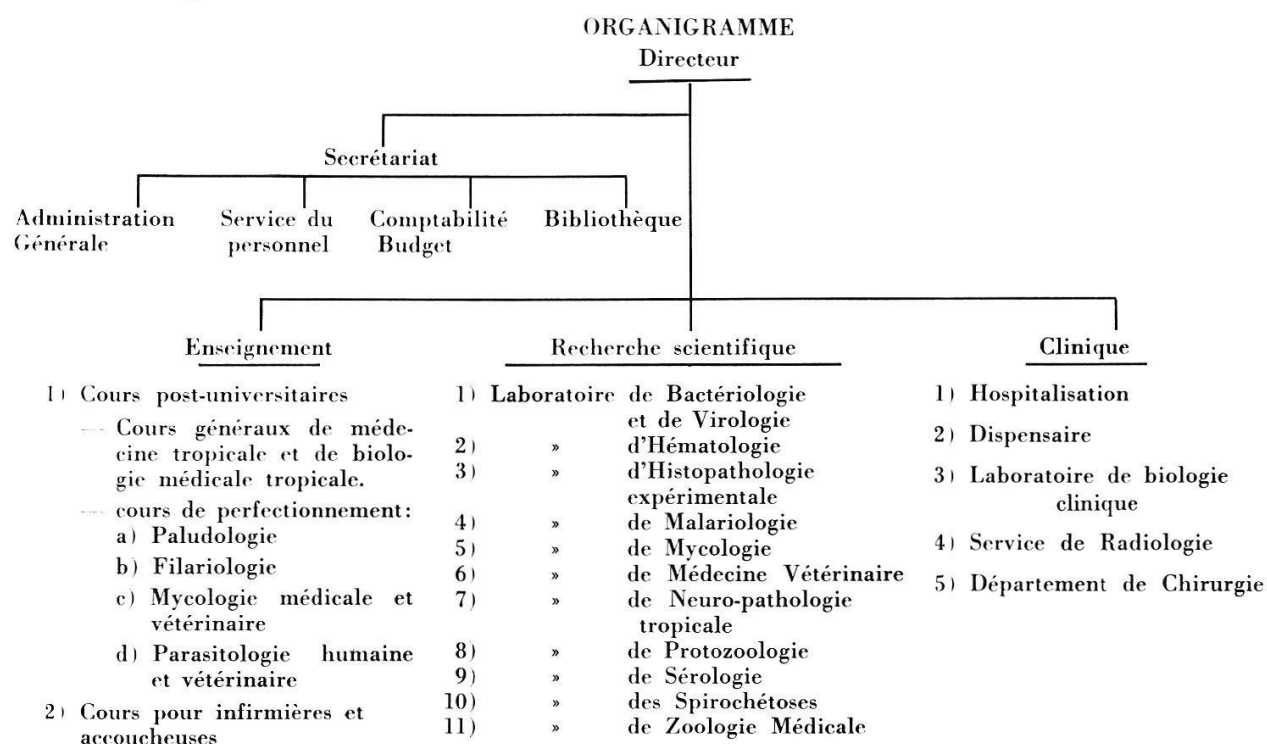 ORGANIGRAMME
Directeur
Secrétariat
Administration Générale
Service du personnel
Comptabilité Budget
Bibliothèque
Enseignement
1) Cours post-universitaires
— Cours généraux de méde-
cine tropicale et de biolo-
gie médicale tropicale.
— cours de perfectionnement:
a) Paludologie
b) Filariologie
c) Mycologie médicale et
vétérinaire
d) Parasitologie humaine
et vétérinaire
2) Cours pour infirmières et
accoucheuses
Recherche scientifique
1) Laboratoire de Bactériologie
et de Virologie
2) » d'Hématologie
3) » d'Histopathologie
expérimentale
4) » de Malariologie
5) » de Mycologie
6) » de Médecine Vétérinaire
7) » de Neuro-pathologie
tropicale
8) » de Protozoologie
9) » de Sérologie
10) » des Spirochétoses
11) » de Zoologie Médicale
Clinique
1) Hospitalisation
2) Dispensaire
3) Laboratoire de biologie
clinique
4) Service de Radiologie
5) Département de Chirurgie